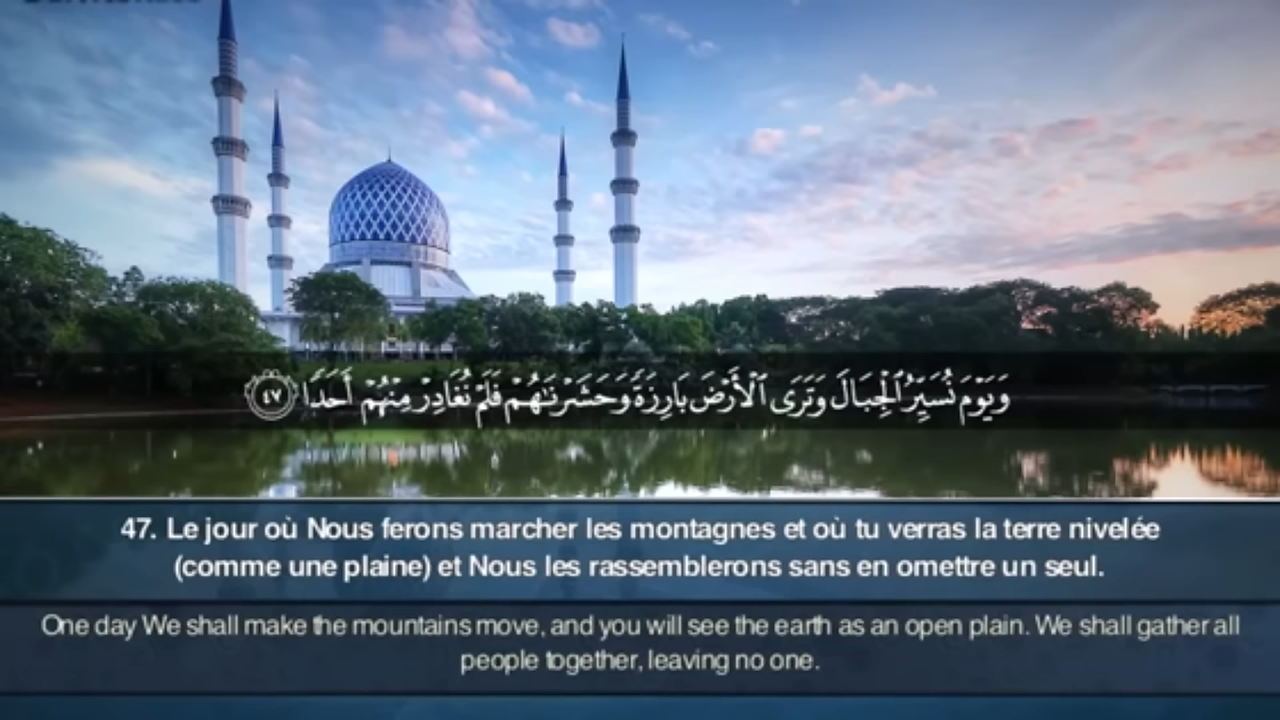 وَيَوْمَ نُسَيِّرُ ٱلْجِبَالَ وَتَرَى ٱلْأَرْضَ بَارِزَةً وَحَشَرْنَٰهُمْ فَلَمْ نُغَادِرْ مِنْهُمْ أَحَدًا ٤٧
47. Le jour où Nous ferons marcher les montagnes et où tu verras la terre nivelée
(comme une plaine) et Nous les rassemblerons sans en omettre un seul.
One day We shall make the mountains move, and you will see the earth as an open plain. We shall gather all
people together, leaving no one.